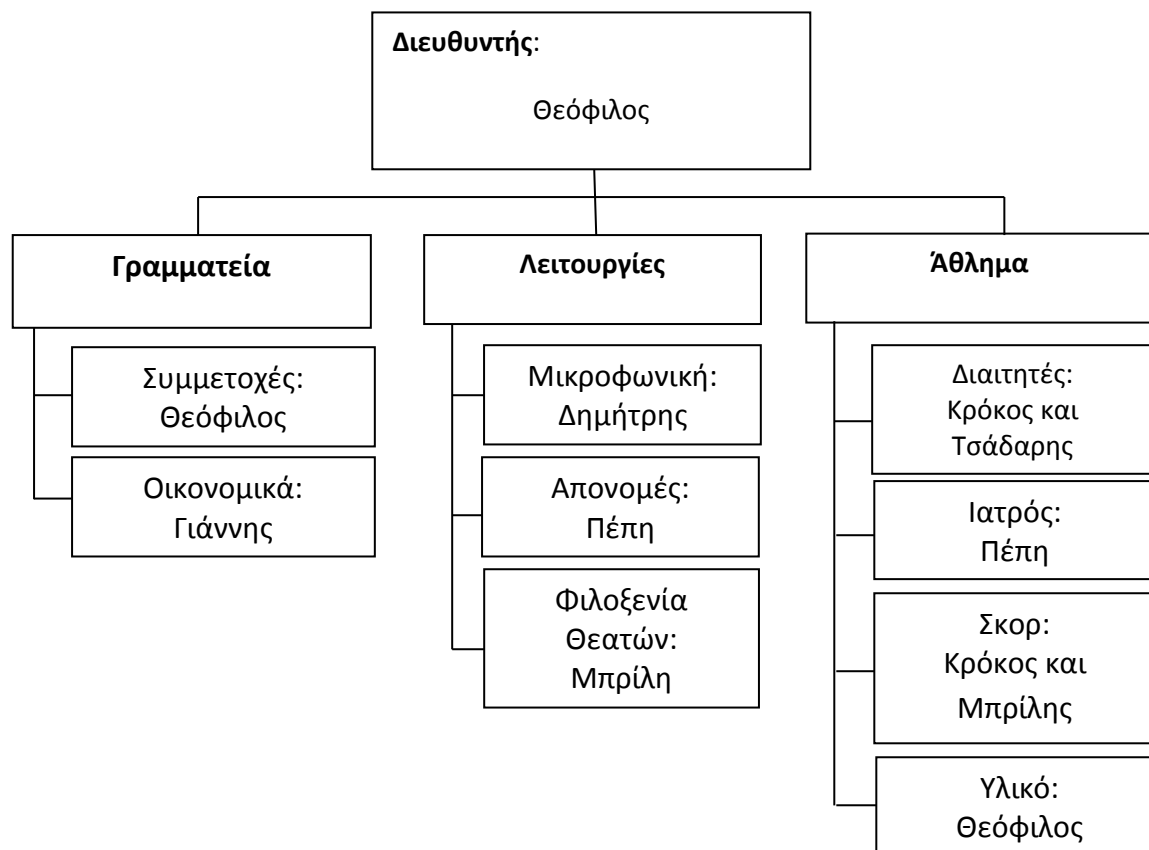 Διευθυντής:
Θεόφιλος
Γραμματεία
Συμμετοχές:
Θεόφιλος
Οικονομικά:
Γιάννης
Λειτουργίες
Μικροφωνική:
Δημήτρης
Απονομές:
Πέπη
Φιλοξενία
Θεατών:
Μπρίλη
Άθλημα
Διαιτητές:
Κρόκος και
Τσάδαρης
Ιατρός:
Πέπη
Σκορ:
Κρόκος και
Μπρίλης
Υλικό:
Θεόφιλος